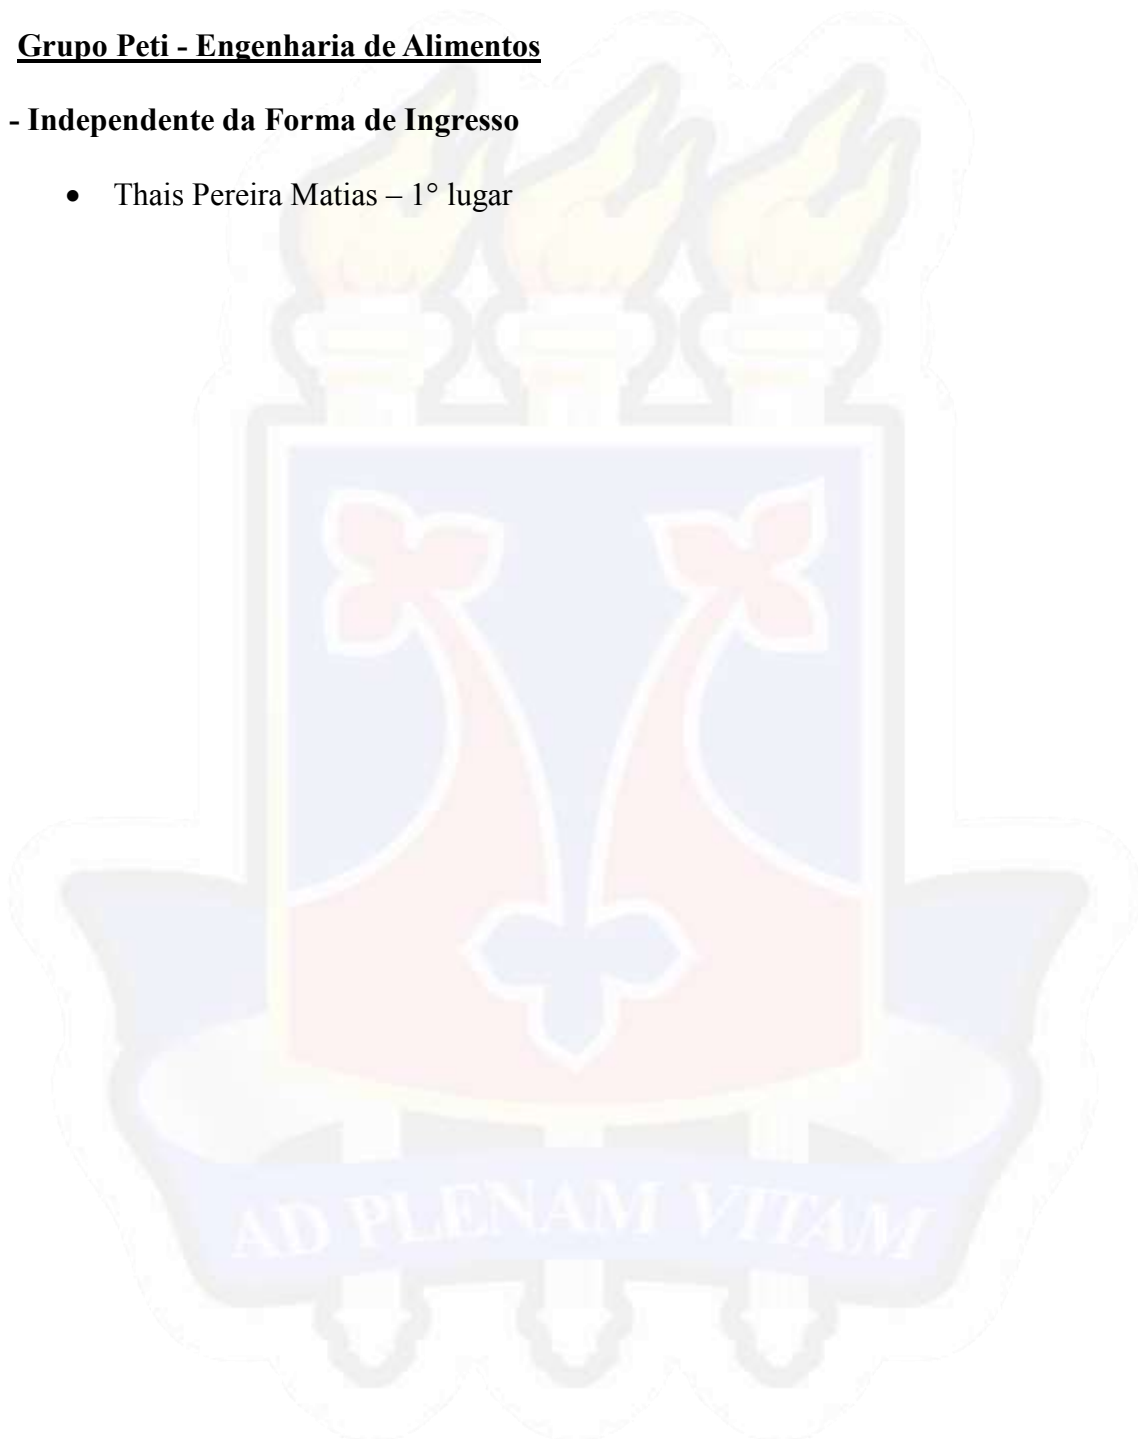 Grupo Peti - Engenharia de Alimentos
- Independente da Forma de Ingresso
• Thais Pereira Matias – 1° lugar
AD PLENAM VITAM